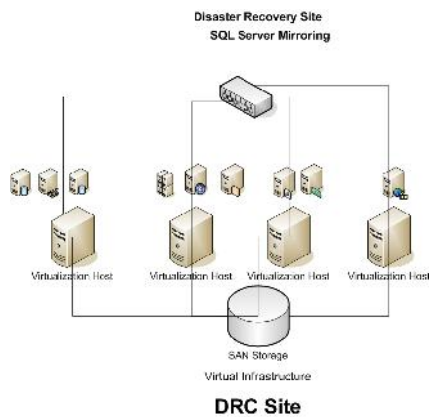 Disaster Recovery Site
SQL Server Mirroring
Virtualization Host
Virtualization Host
Virtualization Host
Virtualization Host
SAN Storage
Virtual Infrastructure
DRC Site